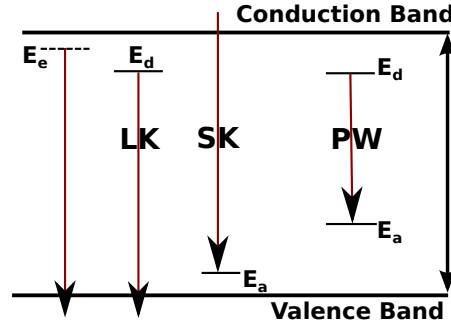 Conduction Band
Ee
Ed
Ed
LK
SK
PW
Ea
Ea
Valence Band